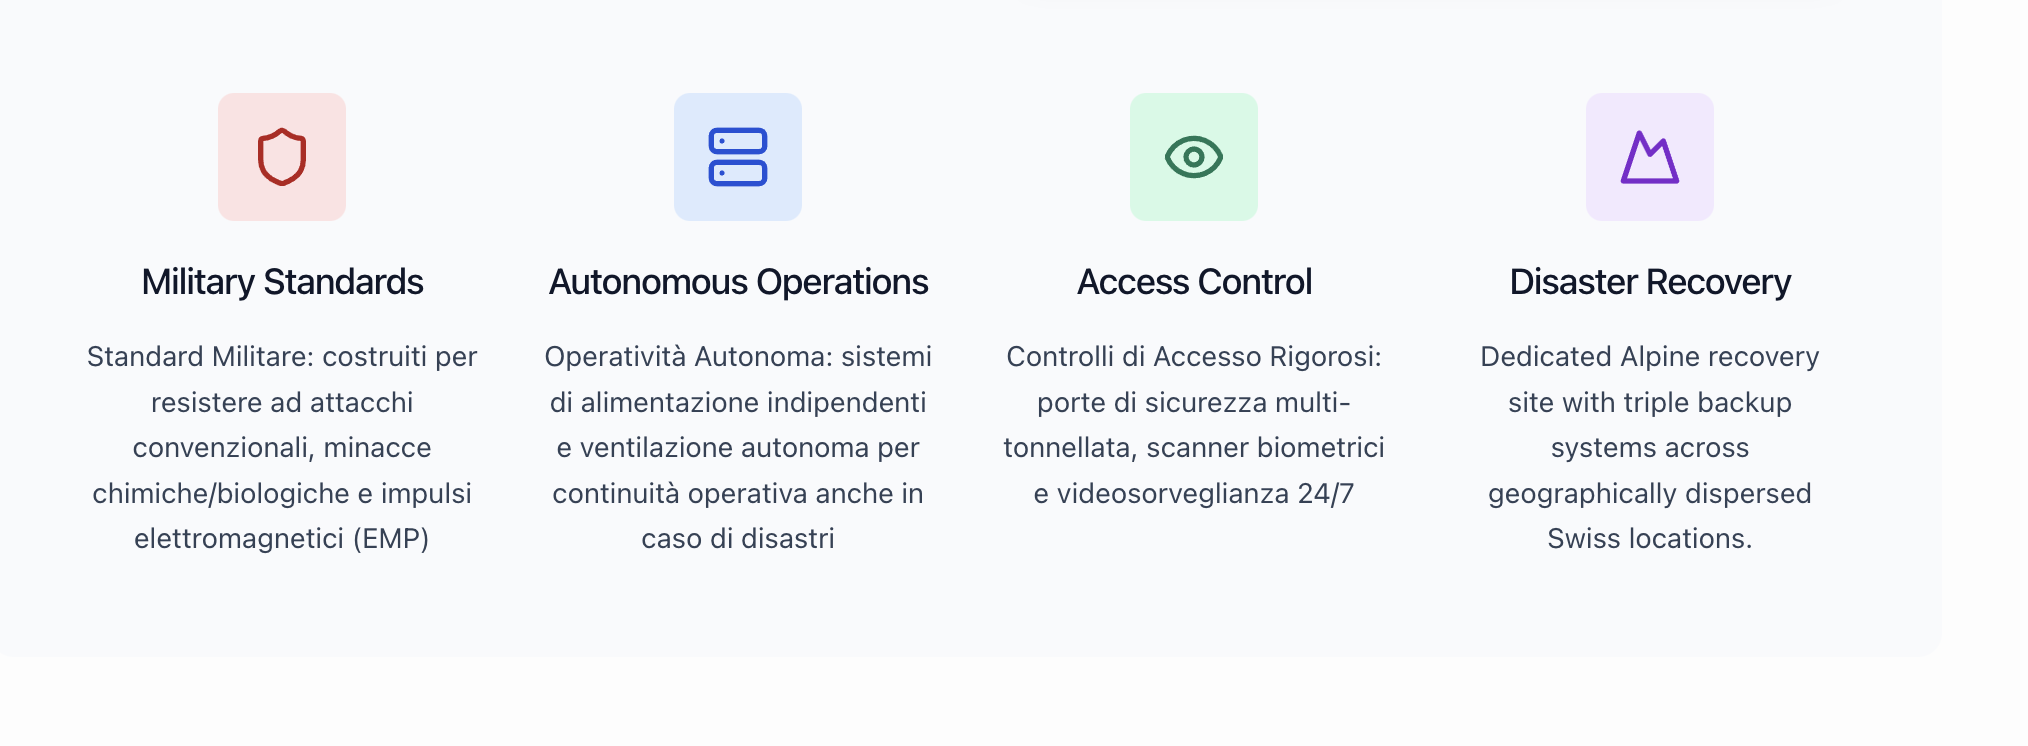 Military Standards
Standard Militare: costruiti per
resistere ad attacchi
convenzionali, minacce
chimiche/biologiche e impulsi
elettromagnetici (EMP)
Autonomous Operations
Operatività Autonoma: sistemi
di alimentazione indipendenti
e ventilazione autonoma per
continuità operativa anche in
caso di disastri
Access Control
Controlli di Accesso Rigorosi:
porte di sicurezza multi-
tonnellata, scanner biometrici
e videosorveglianza 24/7
Disaster Recovery
Dedicated Alpine recovery
site with triple backup
systems across
geographically dispersed
Swiss locations.